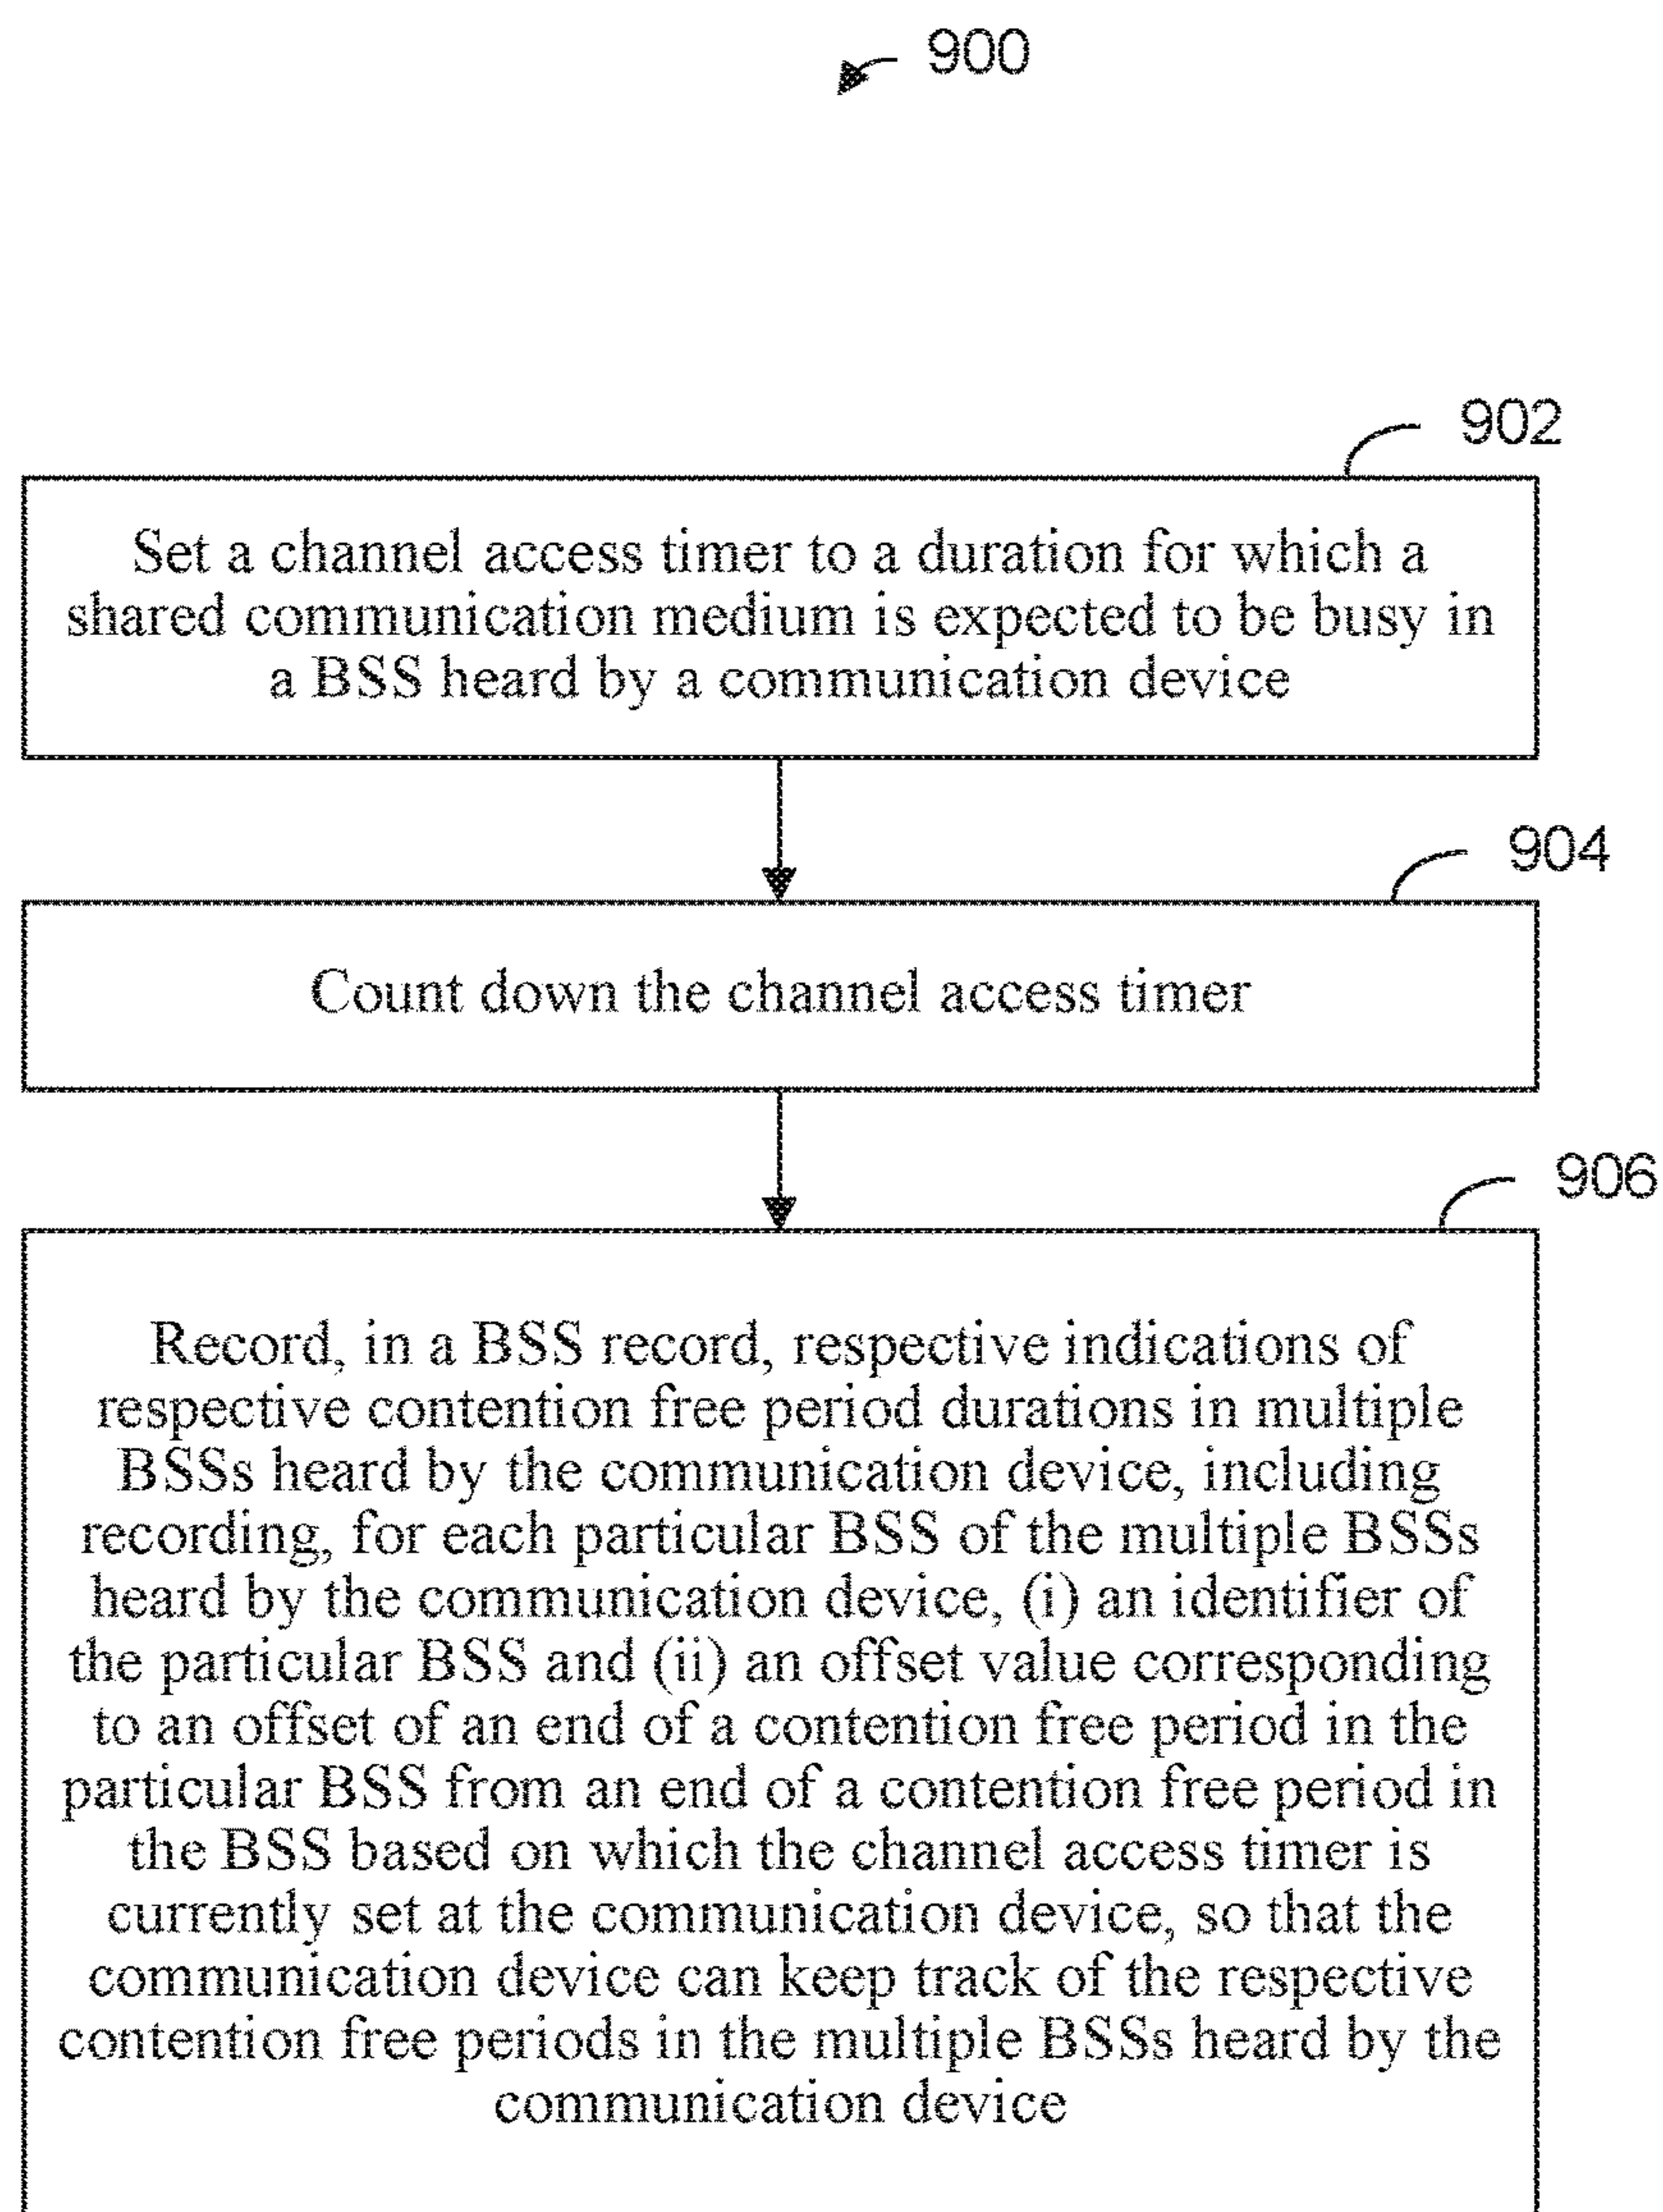 900
902
Set a channel access timer to a duration for which a
shared communication medium is expected to be busy in
a BSS heard by a communication device
904
Count down the channel access timer
906
Record, in a BSS record, respective indications of
respective contention free period durations in multiple
BSSs heard by the communication device, including
recording, for each particular BSS of the multiple BSSs
heard by the communication device, (i) an identifier of
the particular BSS and (ii) an offset value corresponding
to an offset of an end of a contention free period in the
particular BSS from an end of a contention free period in
the BSS based on which the channel access timer is
currently set at the communication device, so that the
communication device can keep track of the respective
contention free periods in the multiple BSSs heard by the
communication device